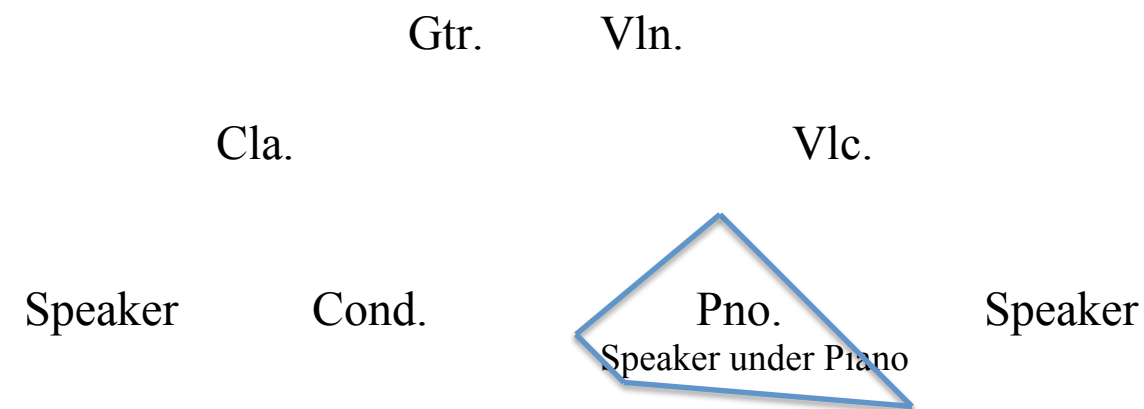 Gtr. Vln.
Cla. Vlc.
Speaker Cond. Pno. Speaker
Speaker under Piano